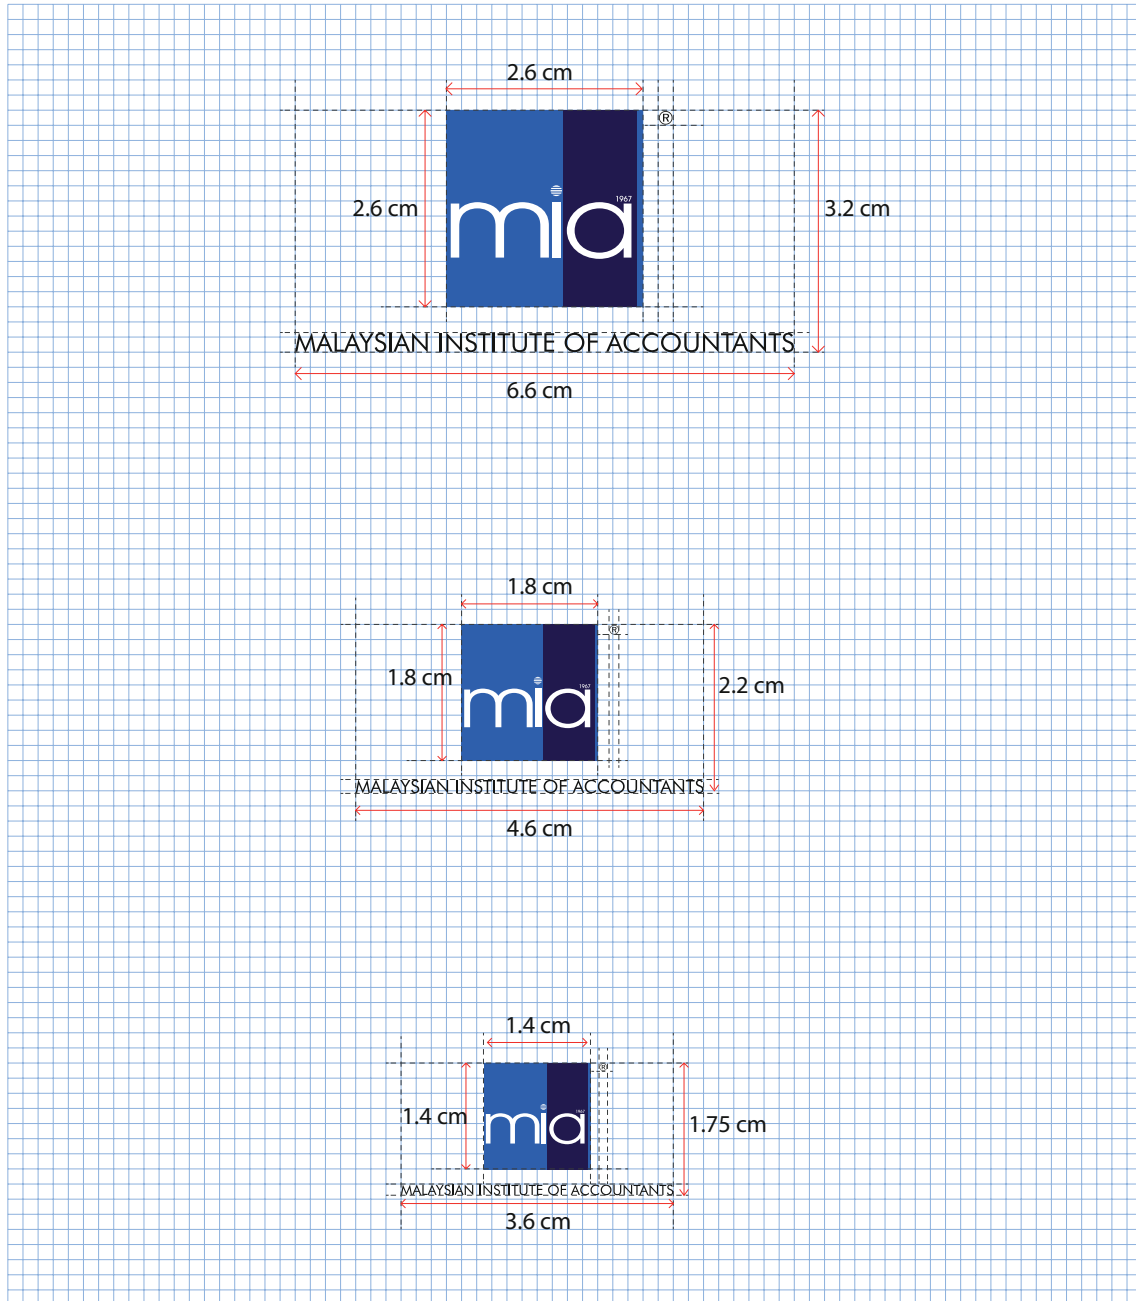 2.6 cm
®
2.6 cm
3.2 cm
1967
mia
MALAYSIAN INSTITUTE OF ACCOUNTANTS
6.6 cm
1.8 cm
®
1.8 cm
2.2 cm
1967
mia
MALAYSIAN INSTITUTE OF ACCOUNTANTS
4.6 cm
1.4 cm
®
1.4 cm
1.75 cm
1967
mia
MALAYSIAN INSTITUTE OF ACCOUNTANTS
3.6 cm